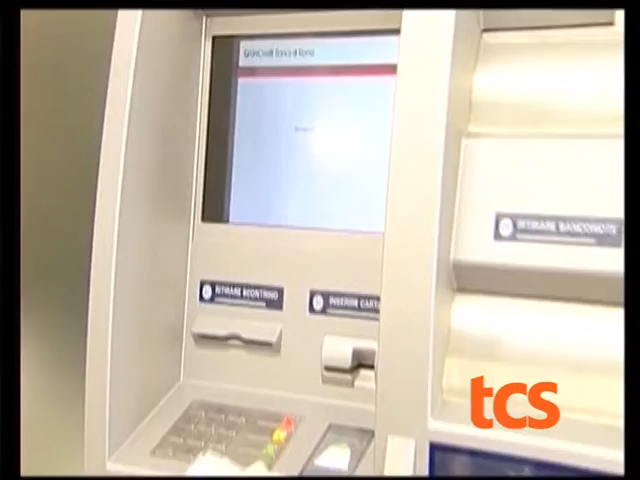 UniCredit Banca di Roma
RITIRARE SCONTRINO
INSERIRE CARTA
RITIRARE BANCONOTE
tcs